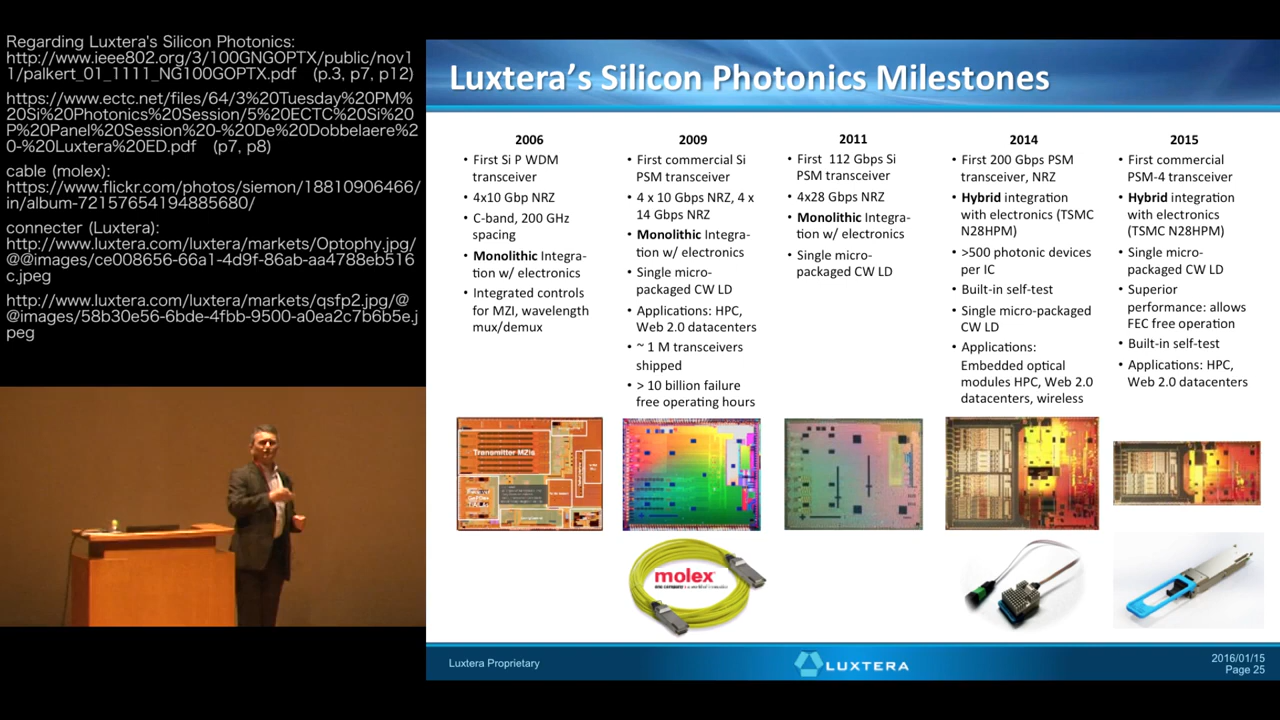 Regarding Luxtera's Silicon Photonics:
http://www.ieee802.org/3/100GNGOPTX/public/nov1
1/palkert_01_1111_NG100GOPTX.pdf (p.3, p7, p12)
https://www.ectc.net/files/64/3%20Tuesday%20PM%
20Si%20Photonics%20Session/5%20ECTC%20Si%20
P%20Panel%20Session%20-%20De%20Dobbelaere%2
0-%20Luxtera%20ED.pdf (p7, p8)
cable (molex):
https://www.flickr.com/photos/siemon/18810906466/
in/album-72157654194885680/
connecter (Luxtera):
http://www.luxtera.com/luxtera/markets/Optophy.jpg/
@@images/ce008656-66a1-4d9f-86ab-aa4788eb516
c.jpeg
http://www.luxtera.com/luxtera/markets/qsfp2.jpg/@
@images/58b30e56-6bde-4fbb-9500-a0ea2c7b6b5e.j
peg
Luxtera's Silicon Photonics Milestones
2006
• First Si P WDM
transceiver
• 4x10 Gbp NRZ
• C-band, 200 GHz
spacing
• Monolithic Integra-
tion w/ electronics
• Integrated controls
for MZI, wavelength
mux/demux
2009
• First commercial Si
PSM transceiver
• 4 x 10 Gbps NRZ, 4 x
14 Gbps NRZ
• Monolithic Integra-
tion w/ electronics
• Single micro-
packaged CW LD
• Applications: HPC,
Web 2.0 datacenters
• ~ 1 M transceivers
shipped
• > 10 billion failure
free operating hours
2011
• First 112 Gbps Si
PSM transceiver
• 4x28 Gbps NRZ
• Monolithic Integra-
tion w/ electronics
• Single micro-
packaged CW LD
2014
• First 200 Gbps PSM
transceiver, NRZ
• Hybrid integration
with electronics (TSMC
N28HPM)
• >500 photonic devices
per IC
• Built-in self-test
• Single micro-packaged
CW LD
• Applications:
Embedded optical
modules HPC, Web 2.0
datacenters, wireless
2015
• First commercial
PSM-4 transceiver
• Hybrid integration
with electronics
(TSMC N28HPM)
• Single micro-
packaged CW LD
• Superior
performance: allows
FEC free operation
• Built-in self-test
• Applications: HPC,
Web 2.0 datacenters
Transmitter MZIs
molex
Luxtera Proprietary
LUXTERA
2016/01/15
Page 25